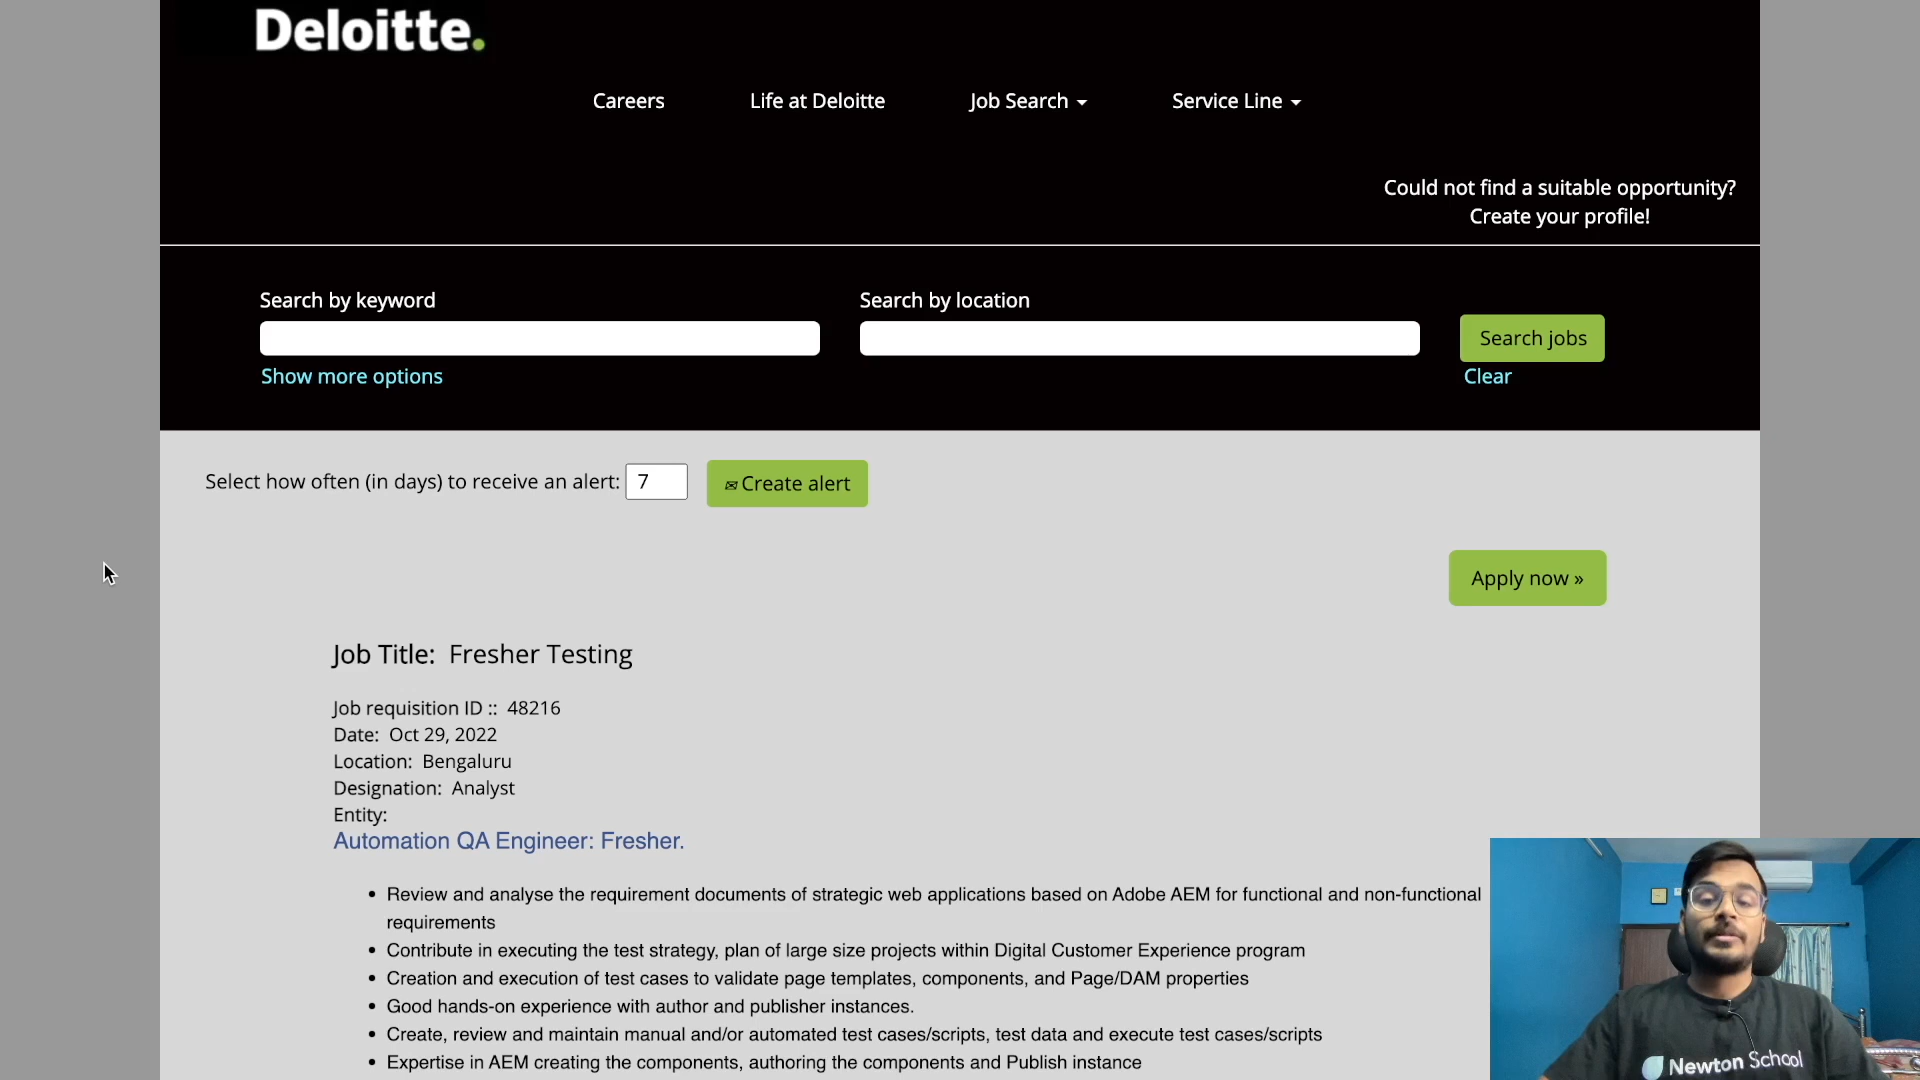 Deloitte.
Careers
Life at Deloitte
Job Search
Service Line
Could not find a suitable opportunity?
Create your profile!
Search by keyword
Search by location
Search jobs
Show more options
Clear
Select how often (in days) to receive an alert: 7
✉ Create alert
Apply now »
Job Title: Fresher Testing
Job requisition ID :: 48216
Date: Oct 29, 2022
Location: Bengaluru
Designation: Analyst
Entity:
Automation QA Engineer: Fresher.
• Review and analyse the requirement documents of strategic web applications based on Adobe AEM for functional and non-functional
requirements
• Contribute in executing the test strategy, plan of large size projects within Digital Customer Experience program
• Creation and execution of test cases to validate page templates, components, and Page/DAM properties
• Good hands-on experience with author and publisher instances.
• Create, review and maintain manual and/or automated test cases/scripts, test data and execute test cases/scripts
• Expertise in AEM creating the components, authoring the components and Publish instance
Newton School